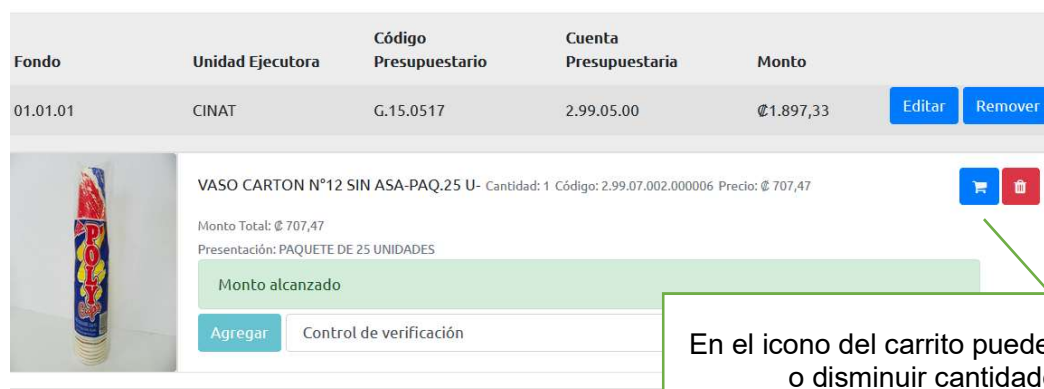 Fondo Unidad Ejecutora Código Presupuestario Cuenta Presupuestaria Monto
01.01.01 CINAT G.15.0517 2.99.05.00 ₡1.897,33 Editar Remover
VASO CARTON N°12 SIN ASA-PAQ.25 U- Cantidad: 1 Código: 2.99.07.002.000006 Precio: ₡ 707,47
Monto Total: ₡ 707,47
Presentación: PAQUETE DE 25 UNIDADES
POLY
Monto alcanzado
Agregar Control de verificación
En el icono del carrito puede
o disminuir cantidad